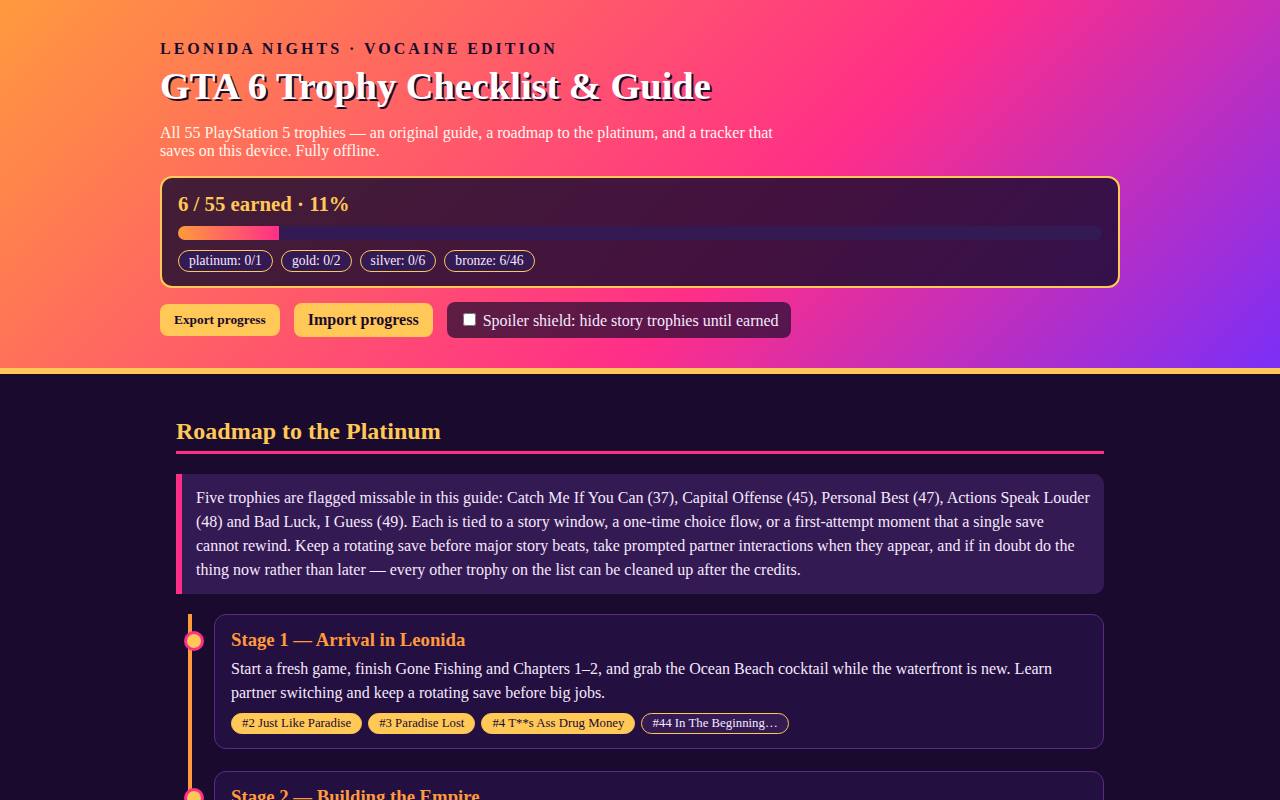 LEONIDA NIGHTS · VOCAINE EDITION
GTA 6 Trophy Checklist & Guide
All 55 PlayStation 5 trophies — an original guide, a roadmap to the platinum, and a tracker that
saves on this device. Fully offline.
6 / 55 earned · 11%
platinum: 0/1 gold: 0/2 silver: 0/6 bronze: 6/46
Export progress Import progress Spoiler shield: hide story trophies until earned
Roadmap to the Platinum
Five trophies are flagged missable in this guide: Catch Me If You Can (37), Capital Offense (45), Personal Best (47), Actions Speak Louder
(48) and Bad Luck, I Guess (49). Each is tied to a story window, a one-time choice flow, or a first-attempt moment that a single save
cannot rewind. Keep a rotating save before major story beats, take prompted partner interactions when they appear, and if in doubt do the
thing now rather than later — every other trophy on the list can be cleaned up after the credits.
Stage 1 — Arrival in Leonida
Start a fresh game, finish Gone Fishing and Chapters 1–2, and grab the Ocean Beach cocktail while the waterfront is new. Learn
partner switching and keep a rotating save before big jobs.
#2 Just Like Paradise #3 Paradise Lost #4 T**s Ass Drug Money #44 In The Beginning…
Stage 2 — Building the Empire